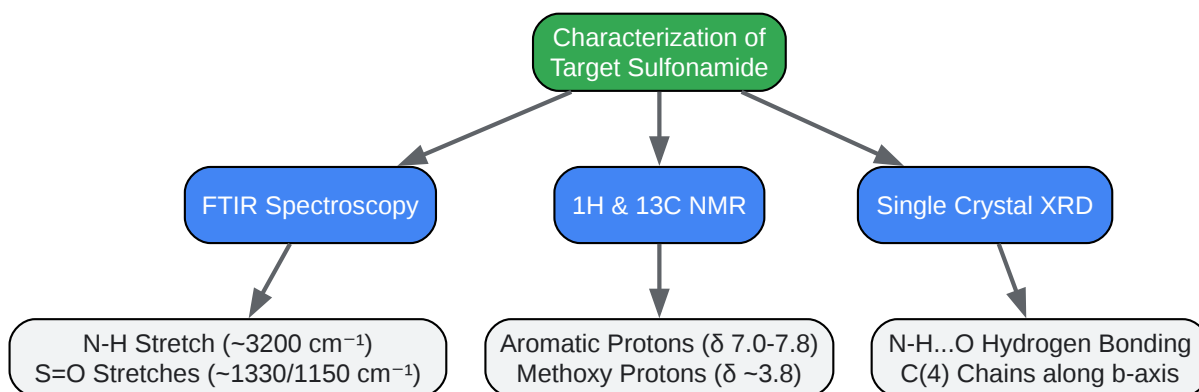 Characterization of
Target Sulfonamide
FTIR Spectroscopy
1H & 13C NMR
Single Crystal XRD
N-H Stretch (~3200 cm⁻¹)
S=O Stretches (~1330/1150 cm⁻¹)
Aromatic Protons (δ 7.0-7.8)
Methoxy Protons (δ ~3.8)
N-H...O Hydrogen Bonding
C(4) Chains along b-axis